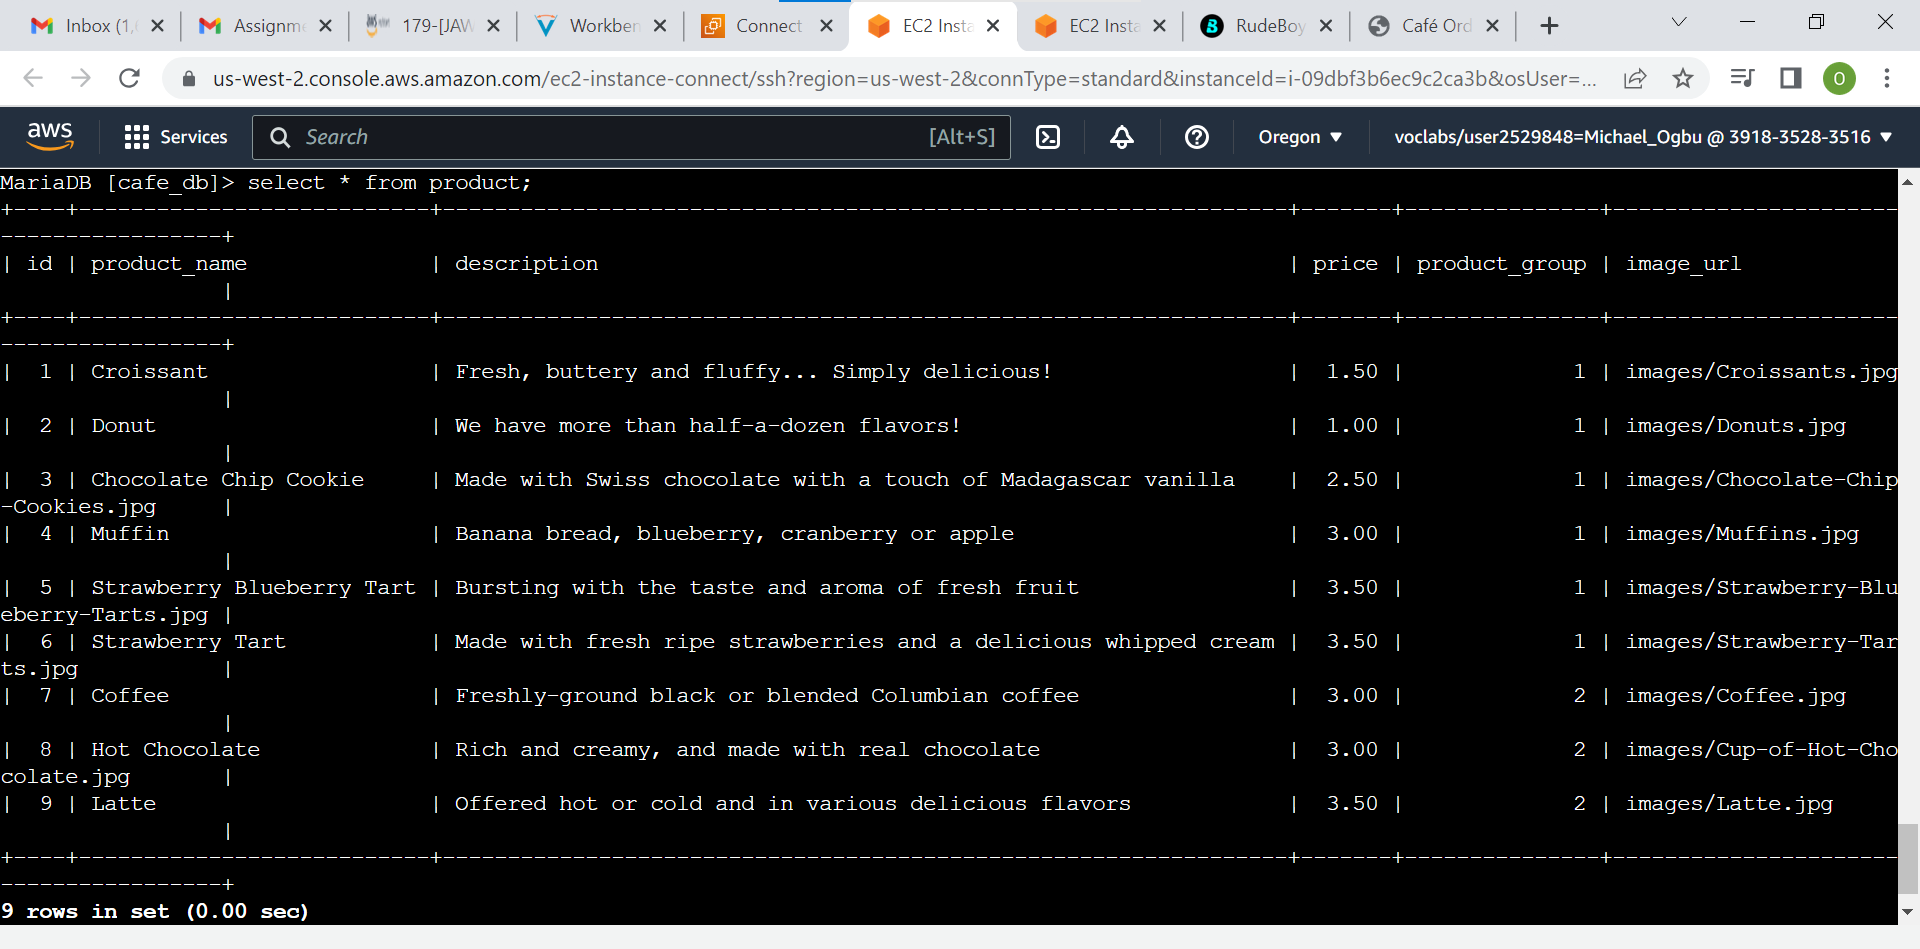 Inbox (1,
Assignme
179-[JAW
Workben
Connect
EC2 Insta
EC2 Insta
RudeBoy
Café Ord
us-west-2.console.aws.amazon.com/ec2-instance-connect/ssh?region=us-west-2&connType=standard&instanceId=i-09dbf3b6ec9c2ca3b&osUser=...
O
aws
Services
Search
[Alt+S]
Oregon
voclabs/user2529848=Michael_Ogbu @ 3918-3528-3516
MariaDB [cafe_db]> select * from product;
+----+---------------------------+-----------------------------------------------------------------+-------+---------------+----------------------
-----------------+
| id | product_name              | description                                                     | price | product_group | image_url
                 |
+----+---------------------------+-----------------------------------------------------------------+-------+---------------+----------------------
-----------------+
|  1 | Croissant                 | Fresh, buttery and fluffy... Simply delicious!                  |  1.50 |             1 | images/Croissants.jpg
                 |
|  2 | Donut                     | We have more than half-a-dozen flavors!                         |  1.00 |             1 | images/Donuts.jpg
                 |
|  3 | Chocolate Chip Cookie     | Made with Swiss chocolate with a touch of Madagascar vanilla    |  2.50 |             1 | images/Chocolate-Chip
-Cookies.jpg     |
|  4 | Muffin                    | Banana bread, blueberry, cranberry or apple                     |  3.00 |             1 | images/Muffins.jpg
                 |
|  5 | Strawberry Blueberry Tart | Bursting with the taste and aroma of fresh fruit                |  3.50 |             1 | images/Strawberry-Blu
eberry-Tarts.jpg |
|  6 | Strawberry Tart           | Made with fresh ripe strawberries and a delicious whipped cream |  3.50 |             1 | images/Strawberry-Tar
ts.jpg           |
|  7 | Coffee                    | Freshly-ground black or blended Columbian coffee                |  3.00 |             2 | images/Coffee.jpg
                 |
|  8 | Hot Chocolate             | Rich and creamy, and made with real chocolate                   |  3.00 |             2 | images/Cup-of-Hot-Cho
colate.jpg       |
|  9 | Latte                     | Offered hot or cold and in various delicious flavors            |  3.50 |             2 | images/Latte.jpg
                 |
+----+---------------------------+-----------------------------------------------------------------+-------+---------------+----------------------
-----------------+
9 rows in set (0.00 sec)